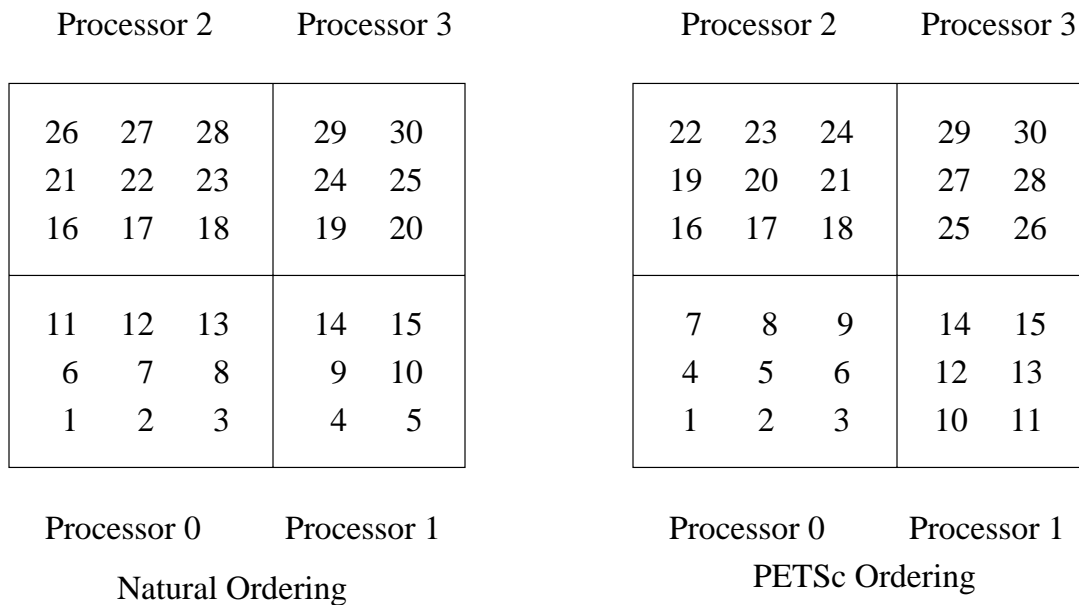 Processor 2 Processor 3 Processor 2 Processor 3
26 27 28 29 30 22 23 24 29 30
21 22 23 24 25 19 20 21 27 28
16 17 18 19 20 16 17 18 25 26
11 12 13 14 15 7 8 9 14 15
6 7 8 9 10 4 5 6 12 13
1 2 3 4 5 1 2 3 10 11
Processor 0 Processor 1 Processor 0 Processor 1
Natural Ordering PETSc Ordering